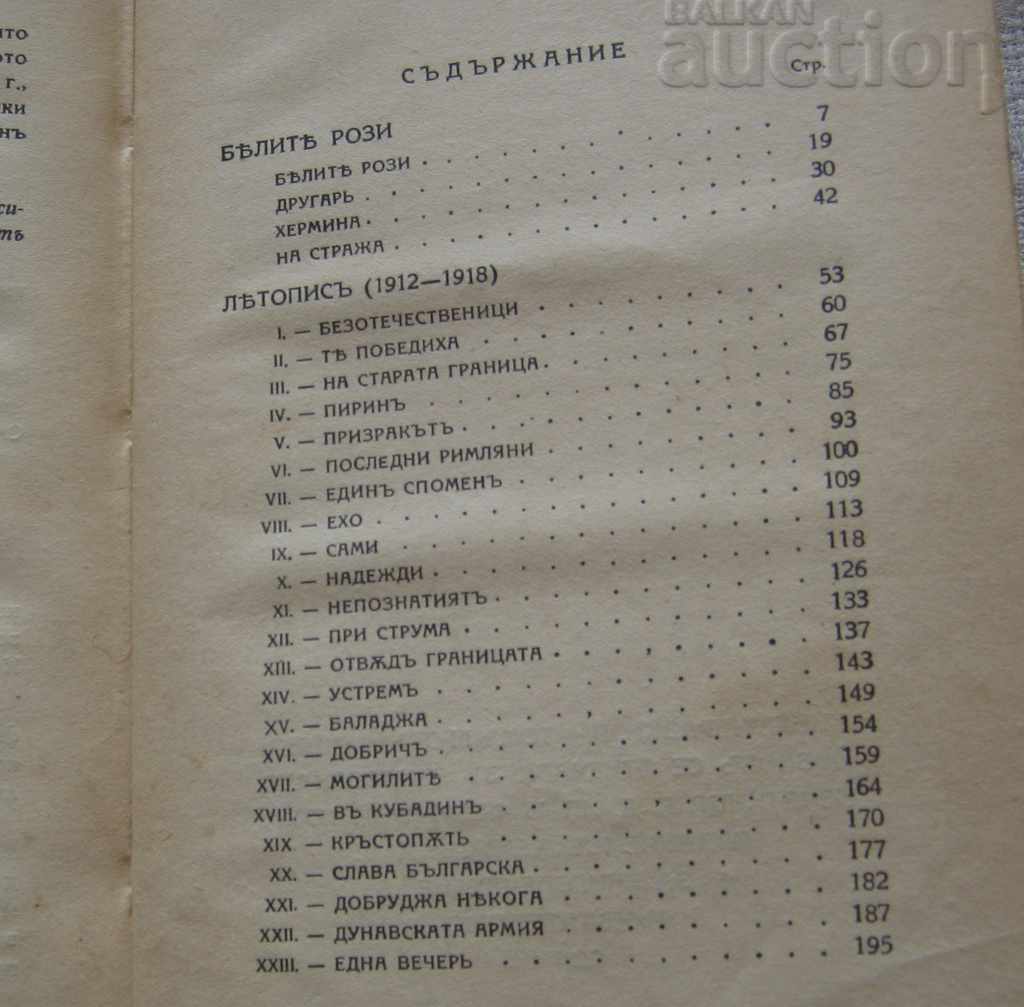 BALKAN
auction
ото
г.,
ки
нъ
СЪДЪРЖАНИЕ
Стр.
БѢЛИТѢ РОЗИ
БѢЛИТѢ РОЗИ . . . . . . . 7
ДРУГАРЬ . . . . . . . 19
ХЕРМИНА . . . . . . . 30
НА СТРАЖА . . . . . . . 42
ЛѢТОПИСЪ (1912—1918)
I. — БЕЗОТЕЧЕСТВЕНИЦИ . . . . . . . 53
II. — ТѢ ПОБЕДИХА . . . . . . . 60
III. — НА СТАРАТА ГРАНИЦА . . . . . . . 67
IV. — ПИРИНЪ . . . . . . . 75
V. — ПРИЗРАКЪТЪ . . . . . . . 85
VI. — ПОСЛЕДНИ РИМЛЯНИ . . . . . . . 93
VII. — ЕДИНЪ СПОМЕНЪ . . . . . . . 100
VIII. — ЕХО . . . . . . . 109
IX. — САМИ . . . . . . . 113
X. — НАДЕЖДИ . . . . . . . 118
XI. — НЕПОЗНАТИЯТЪ . . . . . . . 126
XII. — ПРИ СТРУМА . . . . . . . 133
XIII. — ОТВѪДЪ ГРАНИЦАТА . . . . . . . 137
XIV. — УСТРЕМЪ . . . . . . . 143
XV. — БАЛАДЖА . . . . . . . 149
XVI. — ДОБРИЧЪ . . . . . . . 154
XVII. — МОГИЛИТѢ . . . . . . . 159
XVIII. — ВЪ КУБАДИНЪ . . . . . . . 164
XIX. — КРЪСТОПѪТЬ . . . . . . . 170
XX. — СЛАВА БЪЛГАРСКА . . . . . . . 177
XXI. — ДОБРУДЖА НѢКОГА . . . . . . . 182
XXII. — ДУНАВСКАТА АРМИЯ . . . . . . . 187
XXIII. — ЕДНА ВЕЧЕРЬ . . . . . . . 195